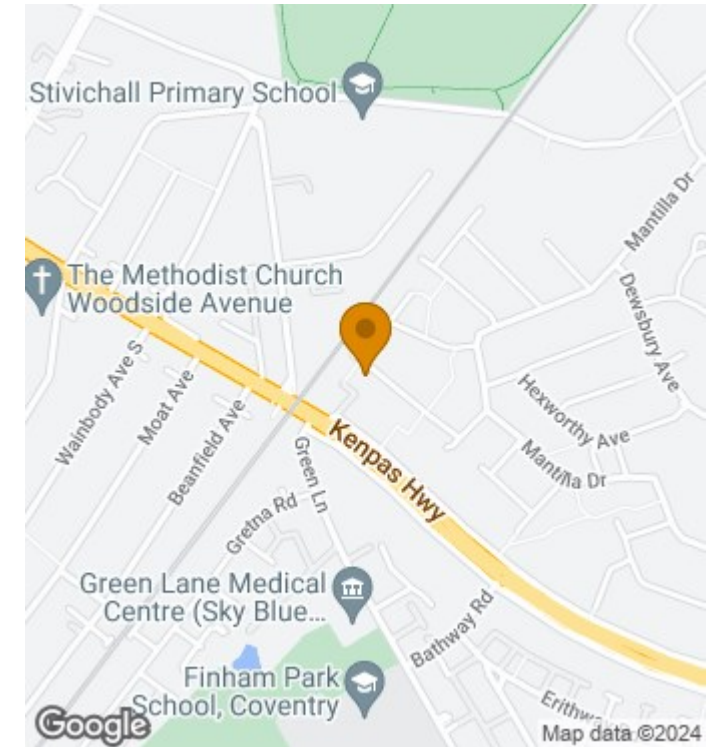 Stivichall Primary School
Mantilla Dr
The Methodist Church
Woodside Avenue
Dewsbury Ave
Wainbody Ave S
Moat Ave
Beanfield Ave
Hexworthy Ave
Kenpas Hwy
Mantilla Dr
Green Ln
Gretna Rd
Green Lane Medical
Centre (Sky Blue...
Bathway Rd
Finham Park
School, Coventry
Google
Map data ©2024